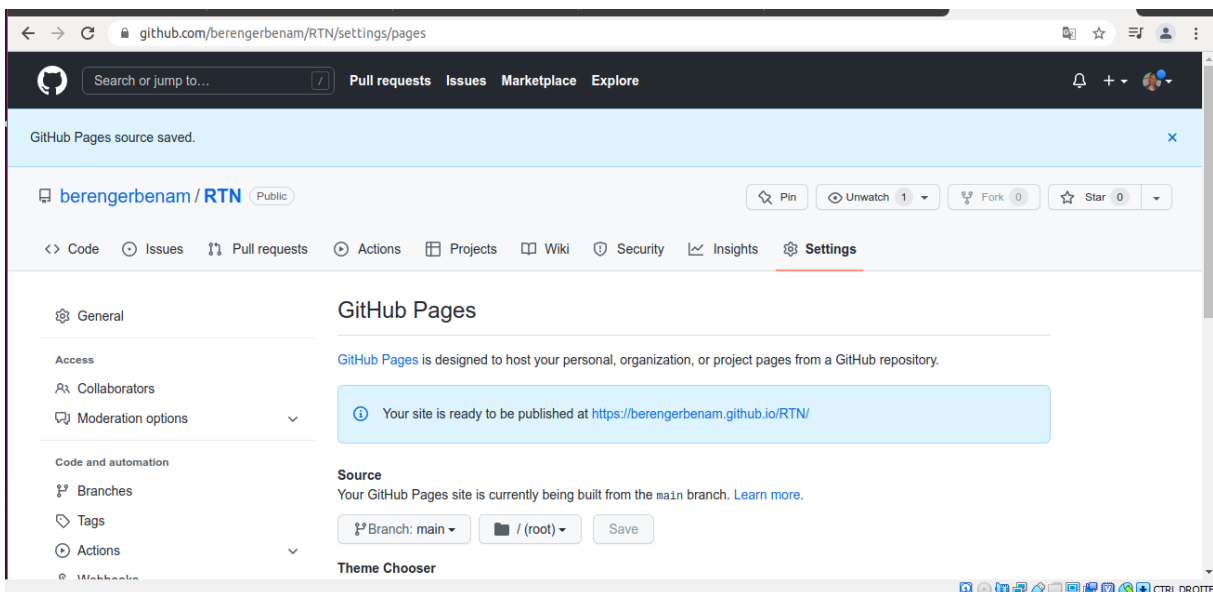 github.com/berengerbenam/RTN/settings/pages
Search or jump to... / Pull requests Issues Marketplace Explore
GitHub Pages source saved.
berengerbenam / RTN Public Pin Unwatch 1 Fork 0 Star 0
Code Issues Pull requests Actions Projects Wiki Security Insights Settings
General
Access
Collaborators
Moderation options
Code and automation
Branches
Tags
Actions
Webhooks
GitHub Pages
GitHub Pages is designed to host your personal, organization, or project pages from a GitHub repository.
Your site is ready to be published at https://berengerbenam.github.io/RTN/
Source
Your GitHub Pages site is currently being built from the main branch. Learn more.
Branch: main / (root) Save
Theme Chooser
CTRL DROITE